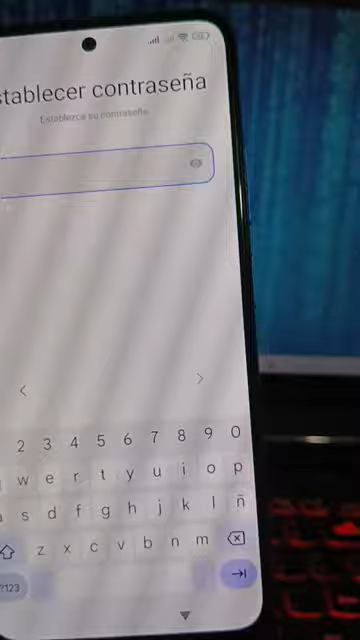 stablecer contraseña
Establezca su contraseña
2 3 4 5 6 7 8 9 0
w e r t y u i o p
s d f g h j k l ñ
z x c v b n m
?123